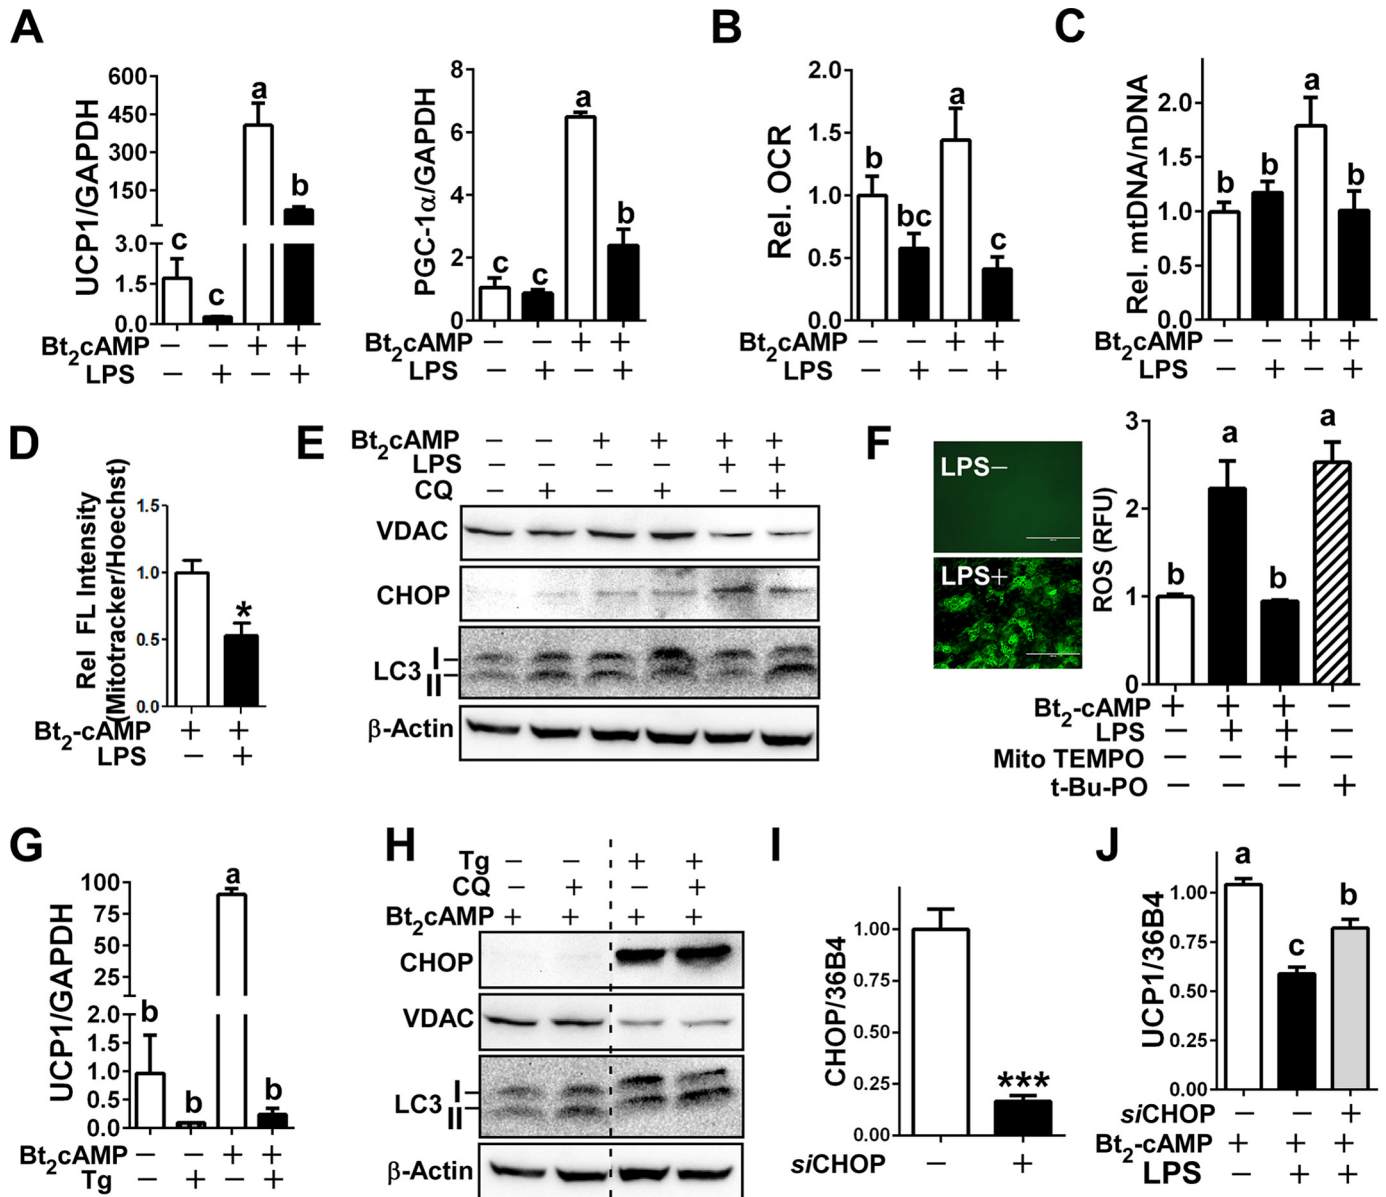 A
UCP1/GAPDH
600
450
300
150
3.0
1.5
0.0
c
c
a
b
Bt2cAMP − − + +
LPS − + − +
PGC-1α/GAPDH
8
6
4
2
0
c
c
a
b
Bt2cAMP − − + +
LPS − + − +
B
Rel. OCR
2.0
1.5
1.0
0.5
0.0
b
bc
a
c
Bt2cAMP − − + +
LPS − + − +
C
Rel. mtDNA/nDNA
2.0
1.5
1.0
0.5
0.0
b
b
a
b
Bt2cAMP − − + +
LPS − + − +
D
Rel FL Intensity
(Mitotracker/Hoechst)
1.5
1.0
0.5
0.0
*
Bt2-cAMP + +
LPS − +
E
Bt2cAMP − − + + + +
LPS − − − − + +
CQ − + − + − +
VDAC
CHOP
LC3 I
II
β-Actin
F
LPS−
LPS+
ROS (RFU)
3
2
1
0
b
a
b
a
Bt2-cAMP + + + −
LPS − + + −
Mito TEMPO − − + −
t-Bu-PO − − − +
G
UCP1/GAPDH
100
75
50
25
2.0
1.5
1.0
0.5
0.0
b
b
a
b
Bt2cAMP − − + +
Tg − + − +
H
Tg − − + +
CQ − + − +
Bt2cAMP + + + +
CHOP
VDAC
LC3 I
II
β-Actin
I
CHOP/36B4
1.00
0.75
0.50
0.25
0.00
***
siCHOP − +
J
UCP1/36B4
1.00
0.75
0.50
0.25
0.00
a
c
b
siCHOP − − +
Bt2-cAMP + + +
LPS − + +